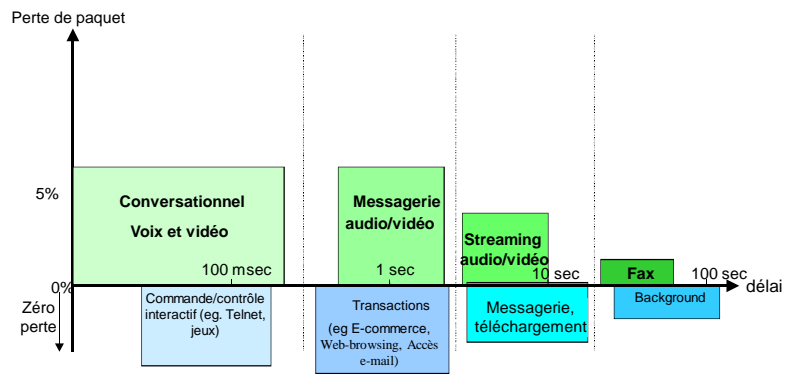 Perte de paquet
5%
Conversationnel
Voix et vidéo
Messagerie
audio/vidéo
Streaming
audio/vidéo
Fax
100 msec
1 sec
10 sec
100 sec
0%
délai
Zéro
perte
Commande/contrôle
interactif (eg. Telnet,
jeux)
Transactions
(eg E-commerce,
Web-browsing, Accès
e-mail)
Messagerie,
téléchargement
Background